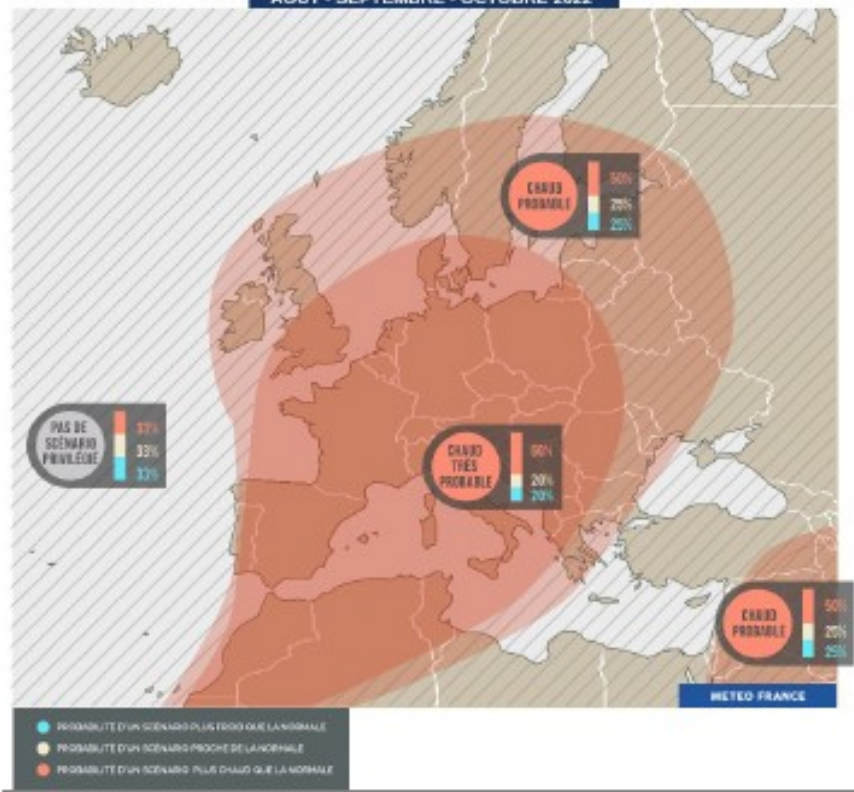 AOÛT - SEPTEMBRE - OCTOBRE 2022
CHAUD
PROBABLE
50%
25%
25%
PAS DE
SCÉNARIO
PRIVILÉGIÉ
33%
33%
33%
CHAUD
TRÈS
PROBABLE
60%
20%
20%
CHAUD
PROBABLE
50%
25%
25%
METEO FRANCE
PROBABILITÉ D'UN SCÉNARIO PLUS FROID QUE LA NORMALE
PROBABILITÉ D'UN SCÉNARIO PROCHE DE LA NORMALE
PROBABILITÉ D'UN SCÉNARIO PLUS CHAUD QUE LA NORMALE